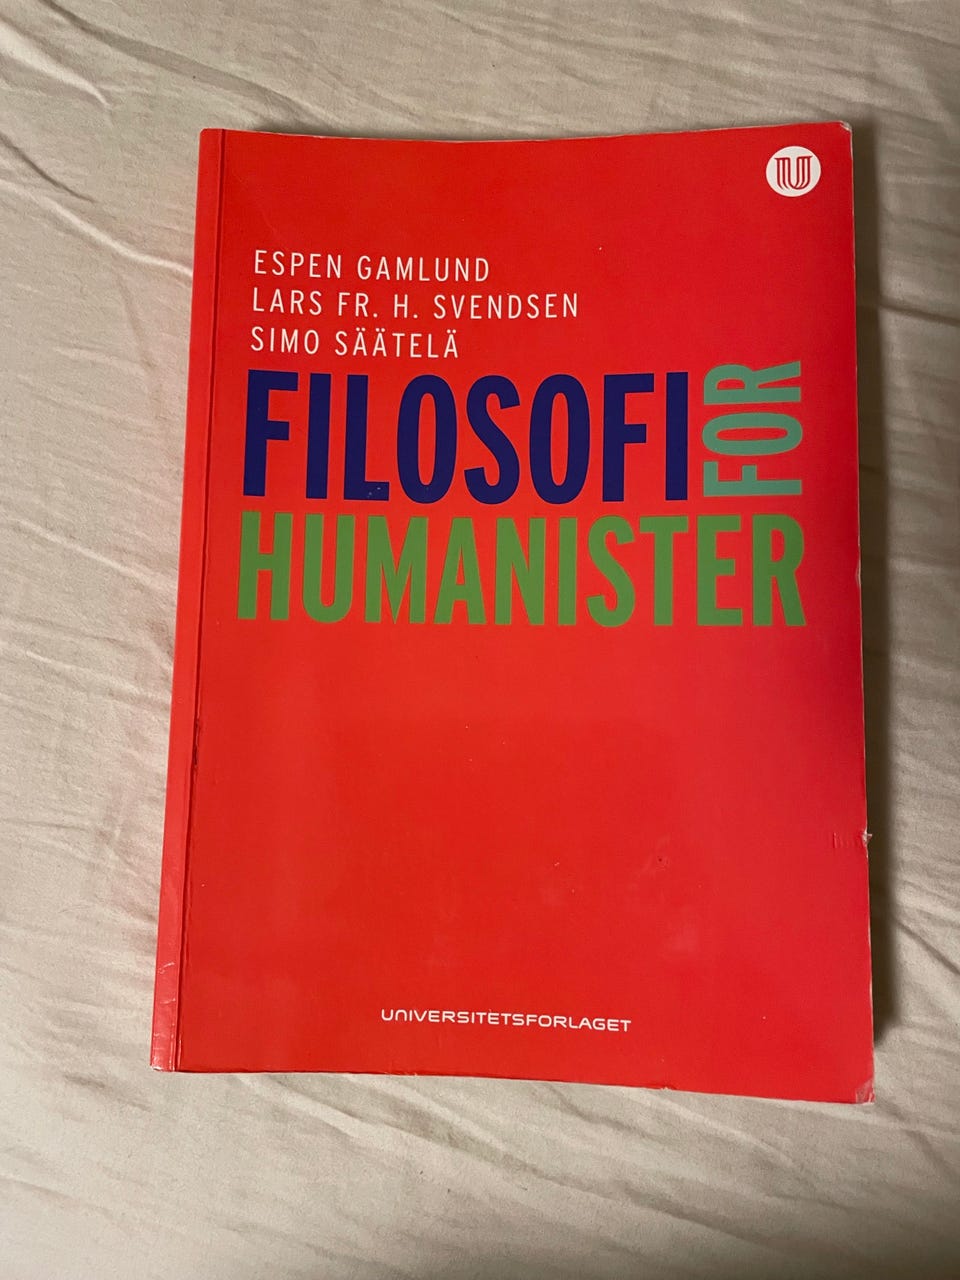 U
ESPEN GAMLUND
LARS FR. H. SVENDSEN
SIMO SÄÄTELÄ
FILOSOFI FOR
HUMANISTER
UNIVERSITETSFORLAGET